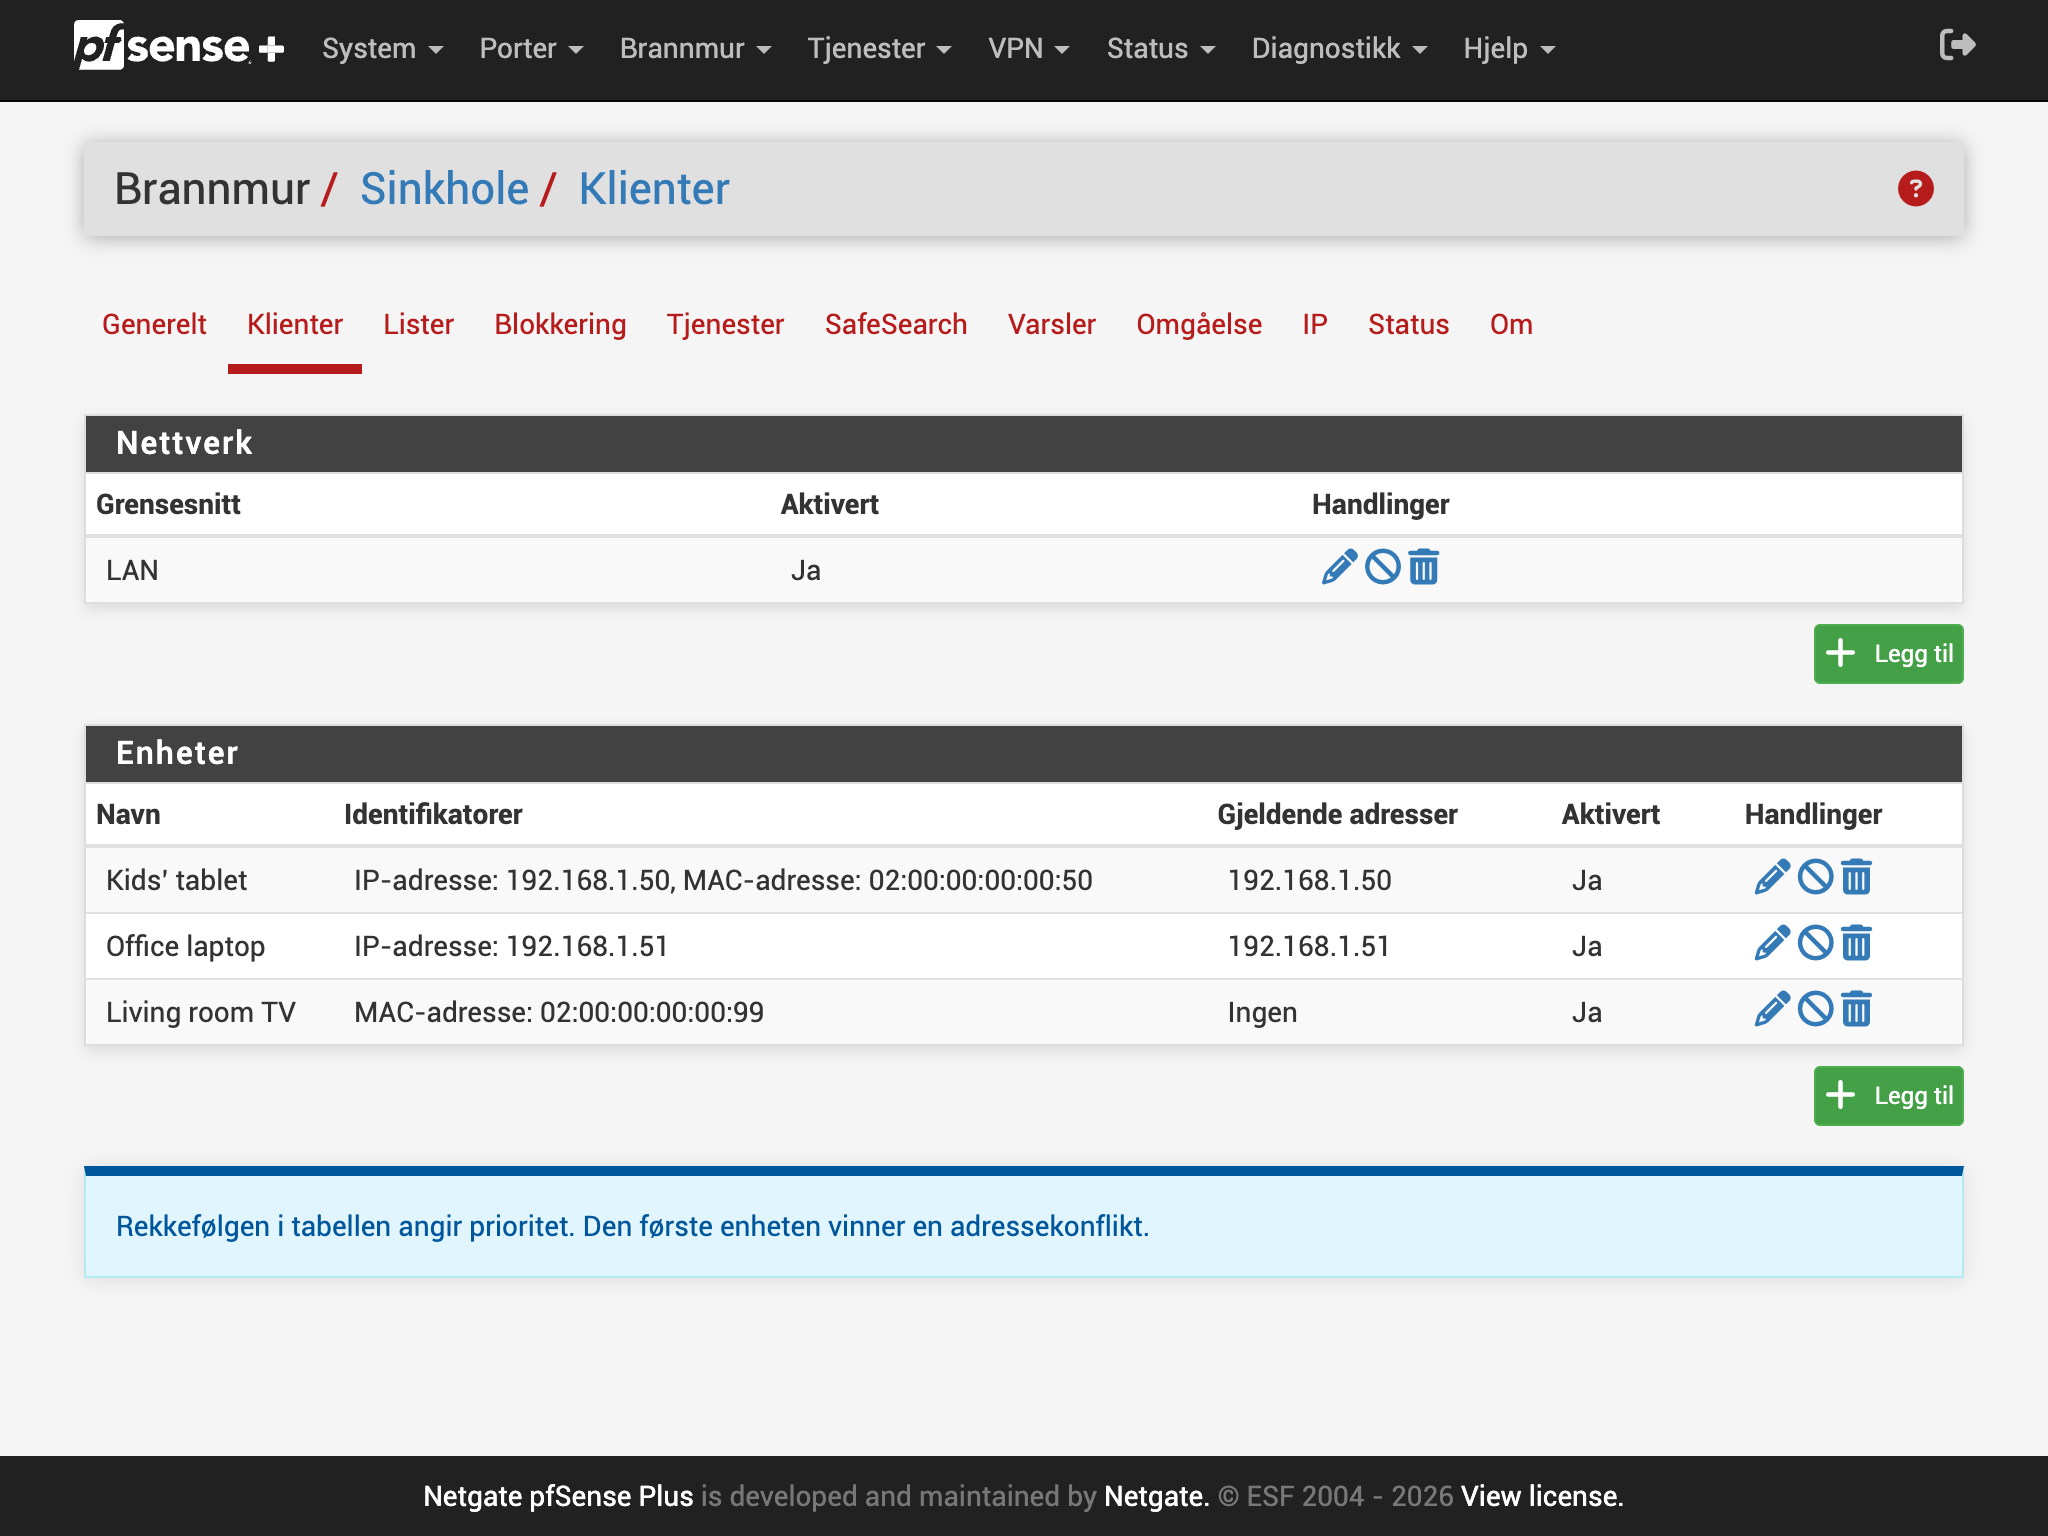 pfsense+ System Porter Brannmur Tjenester VPN Status Diagnostikk Hjelp
Brannmur / Sinkhole / Klienter ?
Generelt Klienter Lister Blokkering Tjenester SafeSearch Varsler Omgåelse IP Status Om
Nettverk
Grensesnitt Aktivert Handlinger
LAN Ja
+ Legg til
Enheter
Navn Identifikatorer Gjeldende adresser Aktivert Handlinger
Kids' tablet IP-adresse: 192.168.1.50, MAC-adresse: 02:00:00:00:00:50 192.168.1.50 Ja
Office laptop IP-adresse: 192.168.1.51 192.168.1.51 Ja
Living room TV MAC-adresse: 02:00:00:00:00:99 Ingen Ja
+ Legg til
Rekkefølgen i tabellen angir prioritet. Den første enheten vinner en adressekonflikt.
Netgate pfSense Plus is developed and maintained by Netgate. © ESF 2004 - 2026 View license.